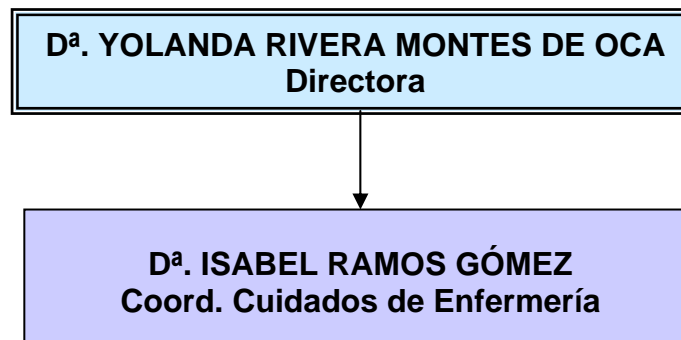 Dª. YOLANDA RIVERA MONTES DE OCA
Directora
Dª. ISABEL RAMOS GÓMEZ
Coord. Cuidados de Enfermería